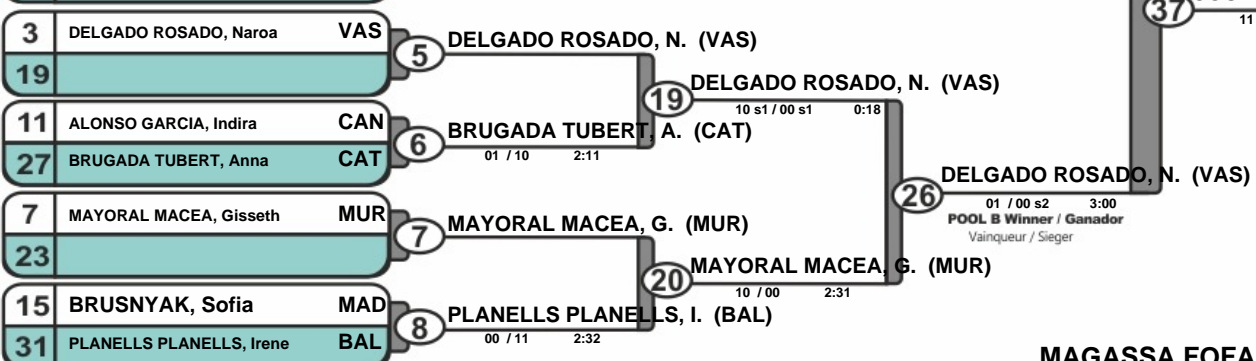 3 DELGADO ROSADO, Naroa VAS
19
5
DELGADO ROSADO, N. (VAS)
11 ALONSO GARCIA, Indira CAN
27 BRUGADA TUBERT, Anna CAT
6
BRUGADA TUBERT, A. (CAT)
01 / 10 2:11
19
DELGADO ROSADO, N. (VAS)
10 s1 / 00 s1 0:18
7 MAYORAL MACEA, Gisseth MUR
23
7
MAYORAL MACEA, G. (MUR)
15 BRUSNYAK, Sofia MAD
31 PLANELLS PLANELLS, Irene BAL
8
PLANELLS PLANELLS, I. (BAL)
00 / 11 2:32
20
MAYORAL MACEA, G. (MUR)
10 / 00 2:31
26
DELGADO ROSADO, N. (VAS)
01 / 00 s2 3:00
POOL B Winner / Ganador
Vainqueur / Sieger
37
11
MAGASSA FOFA